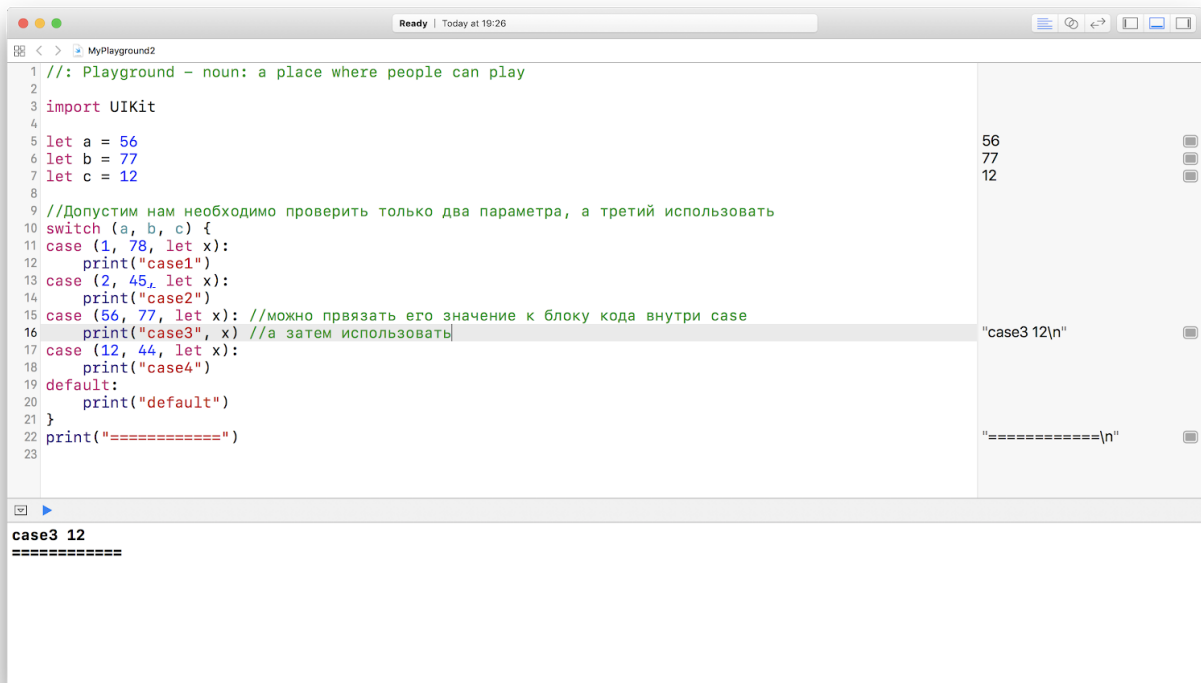 Ready | Today at 19:26
MyPlayground2
1 //: Playground – noun: a place where people can play
2
3 import UIKit
4
5 let a = 56 56
6 let b = 77 77
7 let c = 12 12
8
9 //Допустим нам необходимо проверить только два параметра, а третий использовать
10 switch (a, b, c) {
11 case (1, 78, let x):
12 print("case1")
13 case (2, 45, let x):
14 print("case2")
15 case (56, 77, let x): //можно првязать его значение к блоку кода внутри case
16 print("case3", x) //а затем использовать "case3 12\n"
17 case (12, 44, let x):
18 print("case4")
19 default:
20 print("default")
21 }
22 print("============") "============\n"
23
case3 12
============